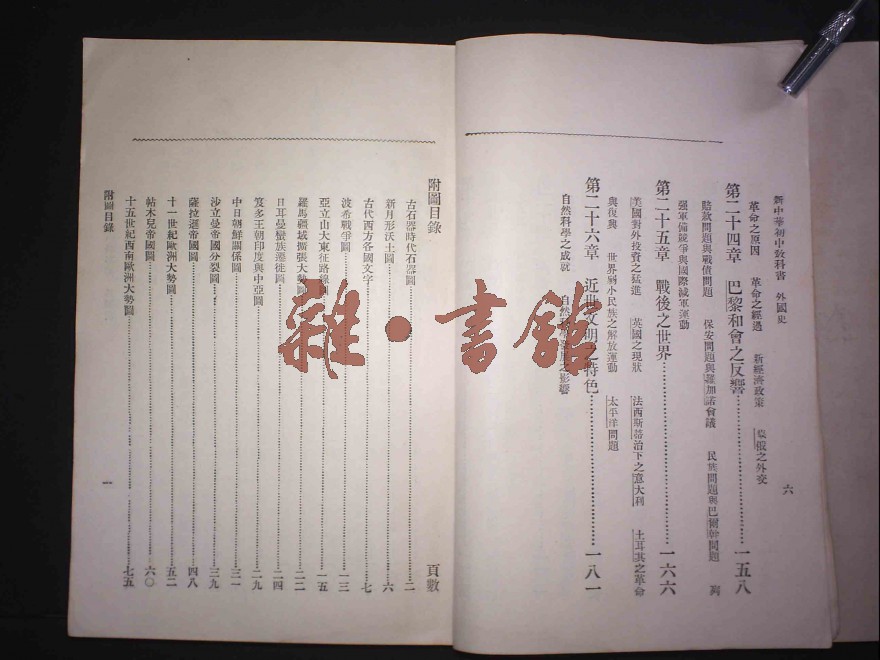 新中華初中教科書　外國史
六
革命之原因　革命之經過　新經濟政策　蘇俄之外交
第二十四章　巴黎和會之反響…………一五八
賠款問題與戰債問題　保安問題與羅加諾會議　民族問題與巴爾幹問題
強軍備競爭與國際減軍運動
第二十五章　戰後之世界…………一六六
美國對外投資之猛進　英國之現狀　法西斯蒂治下之意大利　土耳其之革命
與復興　世界弱小民族之解放運動　太平洋問題
第二十六章　近世文明之特色…………一八一
自然科學之成就　自然科學發展之影響
附圖目錄　頁數
古石器時代石器圖…………二
新月形沃土圖…………六
古代西方各國文字…………七
波希戰爭圖…………一三
亞立山大東征路線圖…………一五
羅馬疆域擴張大勢圖…………二二
日耳曼蠻族遷徙圖…………二四
笈多王朝印度與中亞圖…………二九
中日朝鮮關係圖…………三一
沙立曼帝國分裂圖…………三九
薩拉遜帝國圖…………四八
十一世紀歐洲大勢圖…………五二
帖木兒帝國圖…………六〇
十五世紀西南歐洲大勢圖…………七五
附圖目錄
一
雜·書館